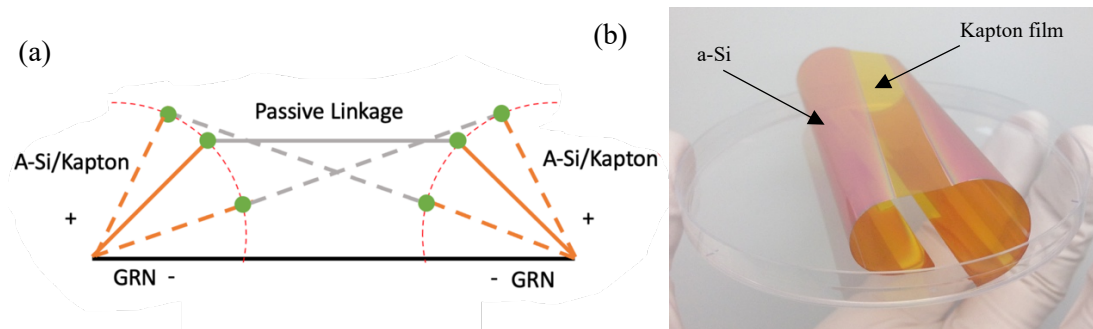 (a)
Passive Linkage
A-Si/Kapton
A-Si/Kapton
+
+
GRN -
- GRN
(b)
Kapton film
a-Si